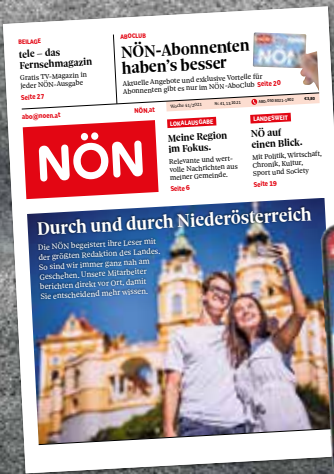 BEILAGE
tele – das
Fernsehmagazin
Gratis TV-Magazin in
jeder NÖN-Ausgabe
Seite 27
ABOCLUB
NÖN-Abonnenten
haben’s besser
Aktuelle Angebote und exklusive Vorteile für
Abonnenten gibt es nur im NÖN-AboClub Seite 20
NÖN
abo@noen.at
NÖN.at
Woche
€3,90
NÖN
LOKALAUSGABE
Meine Region
im Fokus.
Relevante und wert-
volle Nachrichten aus
meiner Gemeinde.
Seite 6
LANDESWEIT
NÖ auf
einen Blick.
Mit Politik, Wirtschaft,
Chronik, Kultur,
Sport und Society
Seite 19
Durch und durch Niederösterreich
Die NÖN begeistert ihre Leser mit
der größten Redaktion des Landes.
So sind wir immer ganz nah am
Geschehen. Unsere Mitarbeiter
berichten direkt vor Ort, damit
Sie entscheidend mehr wissen.